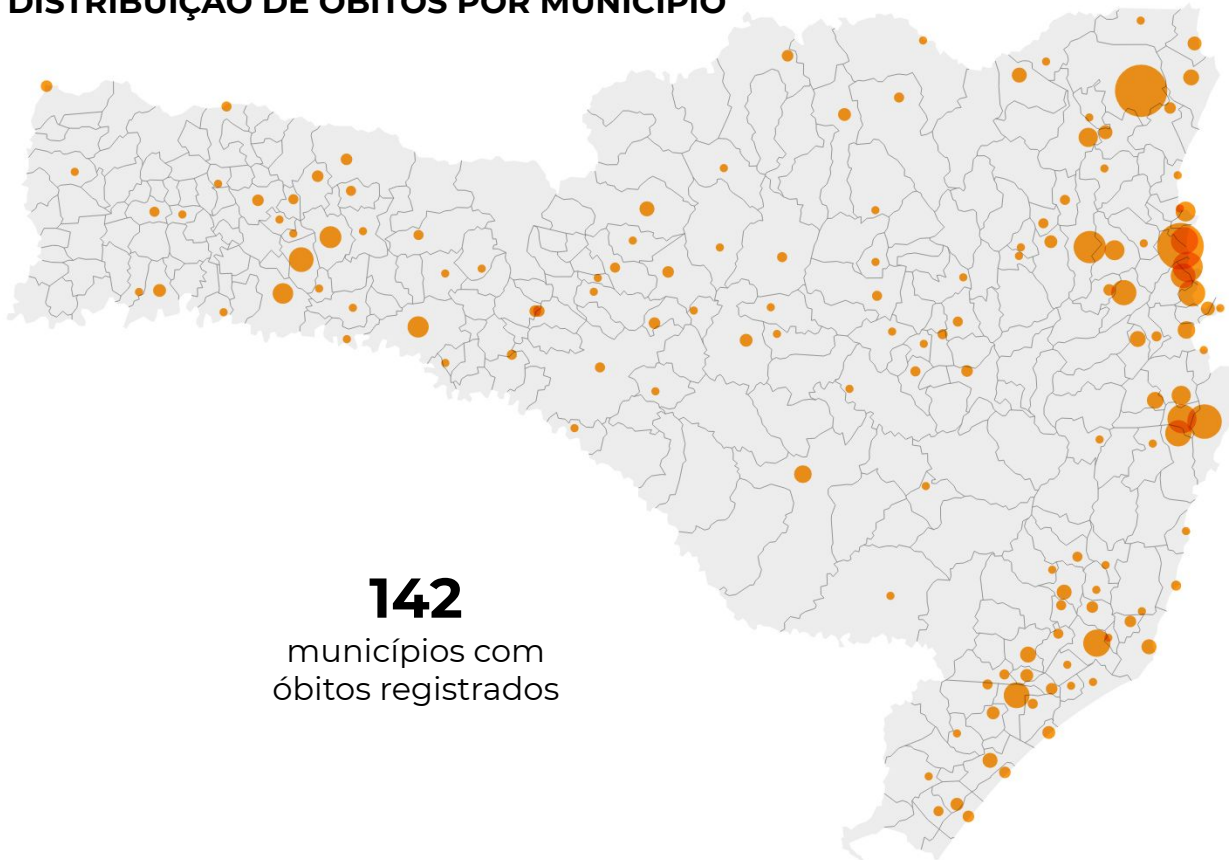 DISTRIBUIÇÃO DE ÓBITOS POR MUNICÍPIO
142
municípios com
óbitos registrados